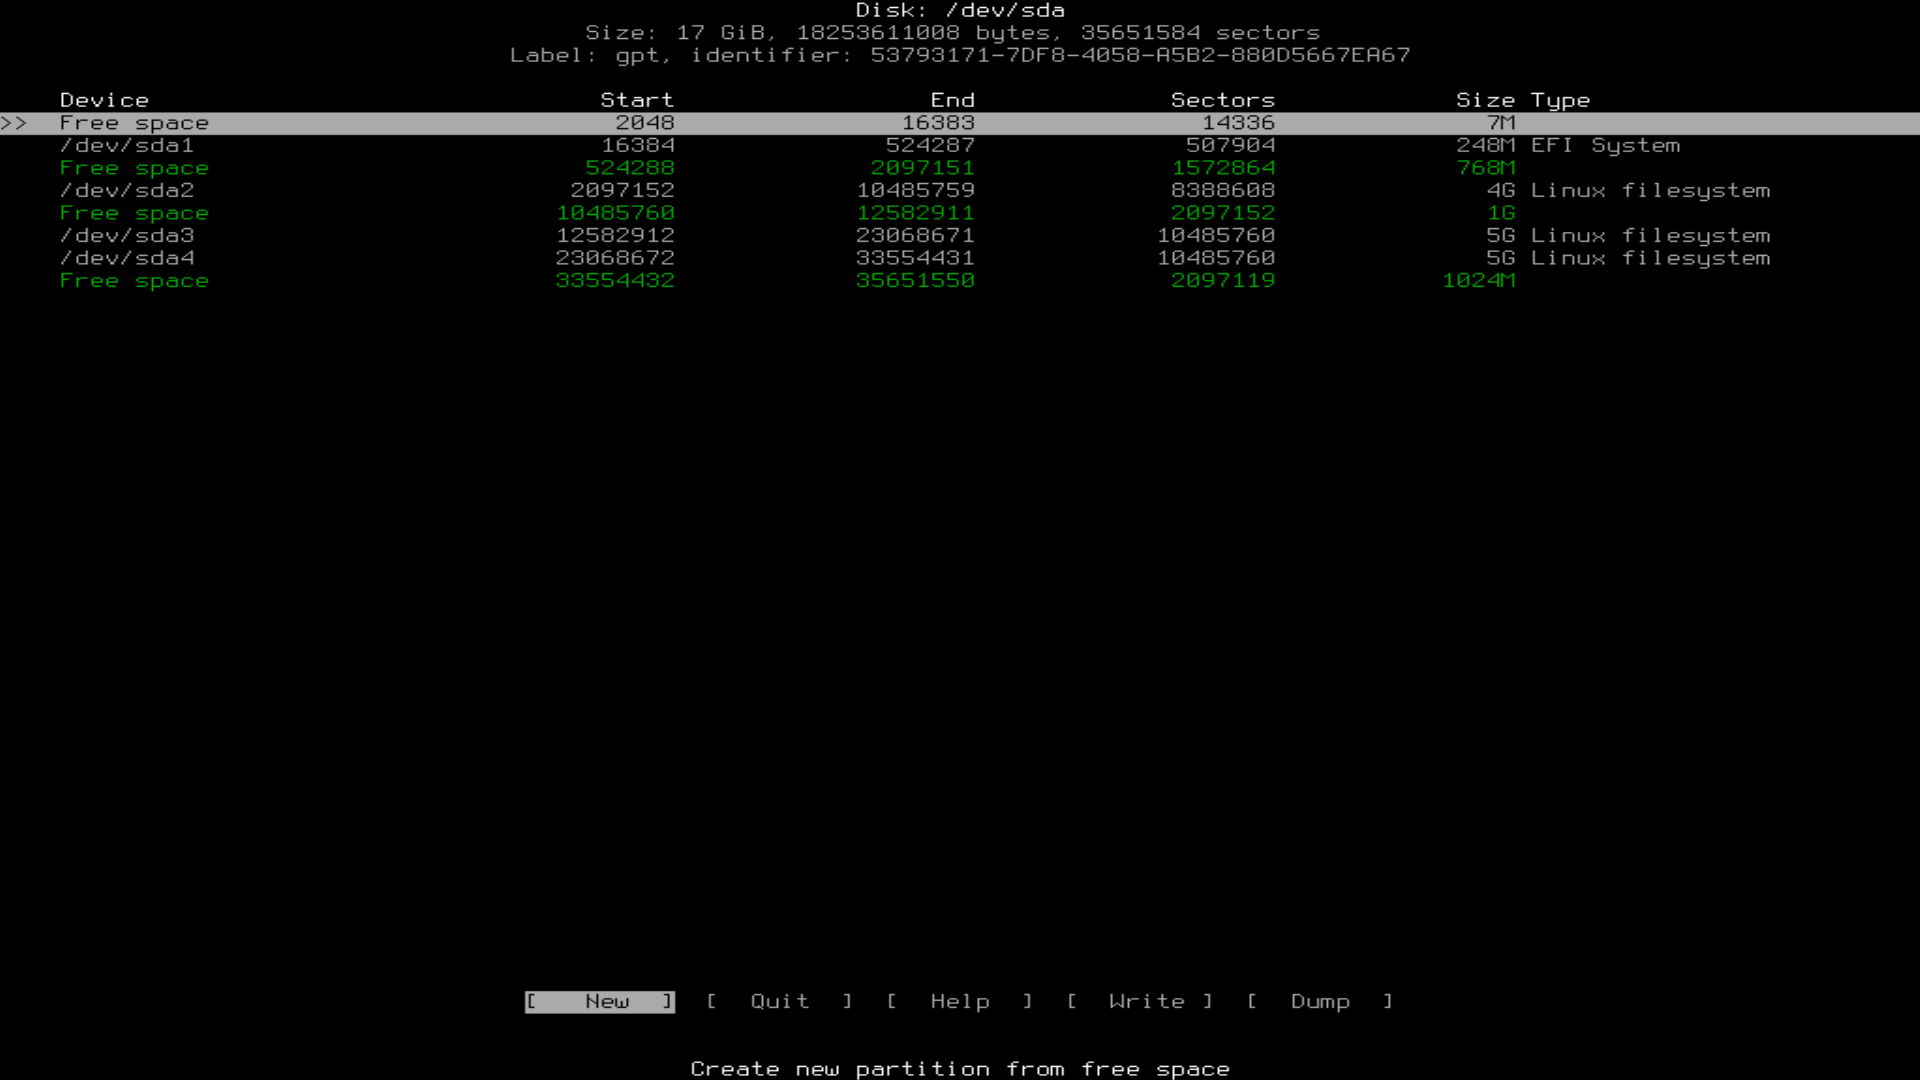 Disk: /dev/sda
Size: 17 GiB, 18253611008 bytes, 35651584 sectors
Label: gpt, identifier: 53793171-7DF8-4058-A5B2-880D5667EA67
Device Start End Sectors Size Type
>> Free space 2048 16383 14336 7M
/dev/sda1 16384 524287 507904 248M EFI System
Free space 524288 2097151 1572864 768M
/dev/sda2 2097152 10485759 8388608 4G Linux filesystem
Free space 10485760 12582911 2097152 1G
/dev/sda3 12582912 23068671 10485760 5G Linux filesystem
/dev/sda4 23068672 33554431 10485760 5G Linux filesystem
Free space 33554432 35651550 2097119 1024M
[ New ] [ Quit ] [ Help ] [ Write ] [ Dump ]
Create new partition from free space